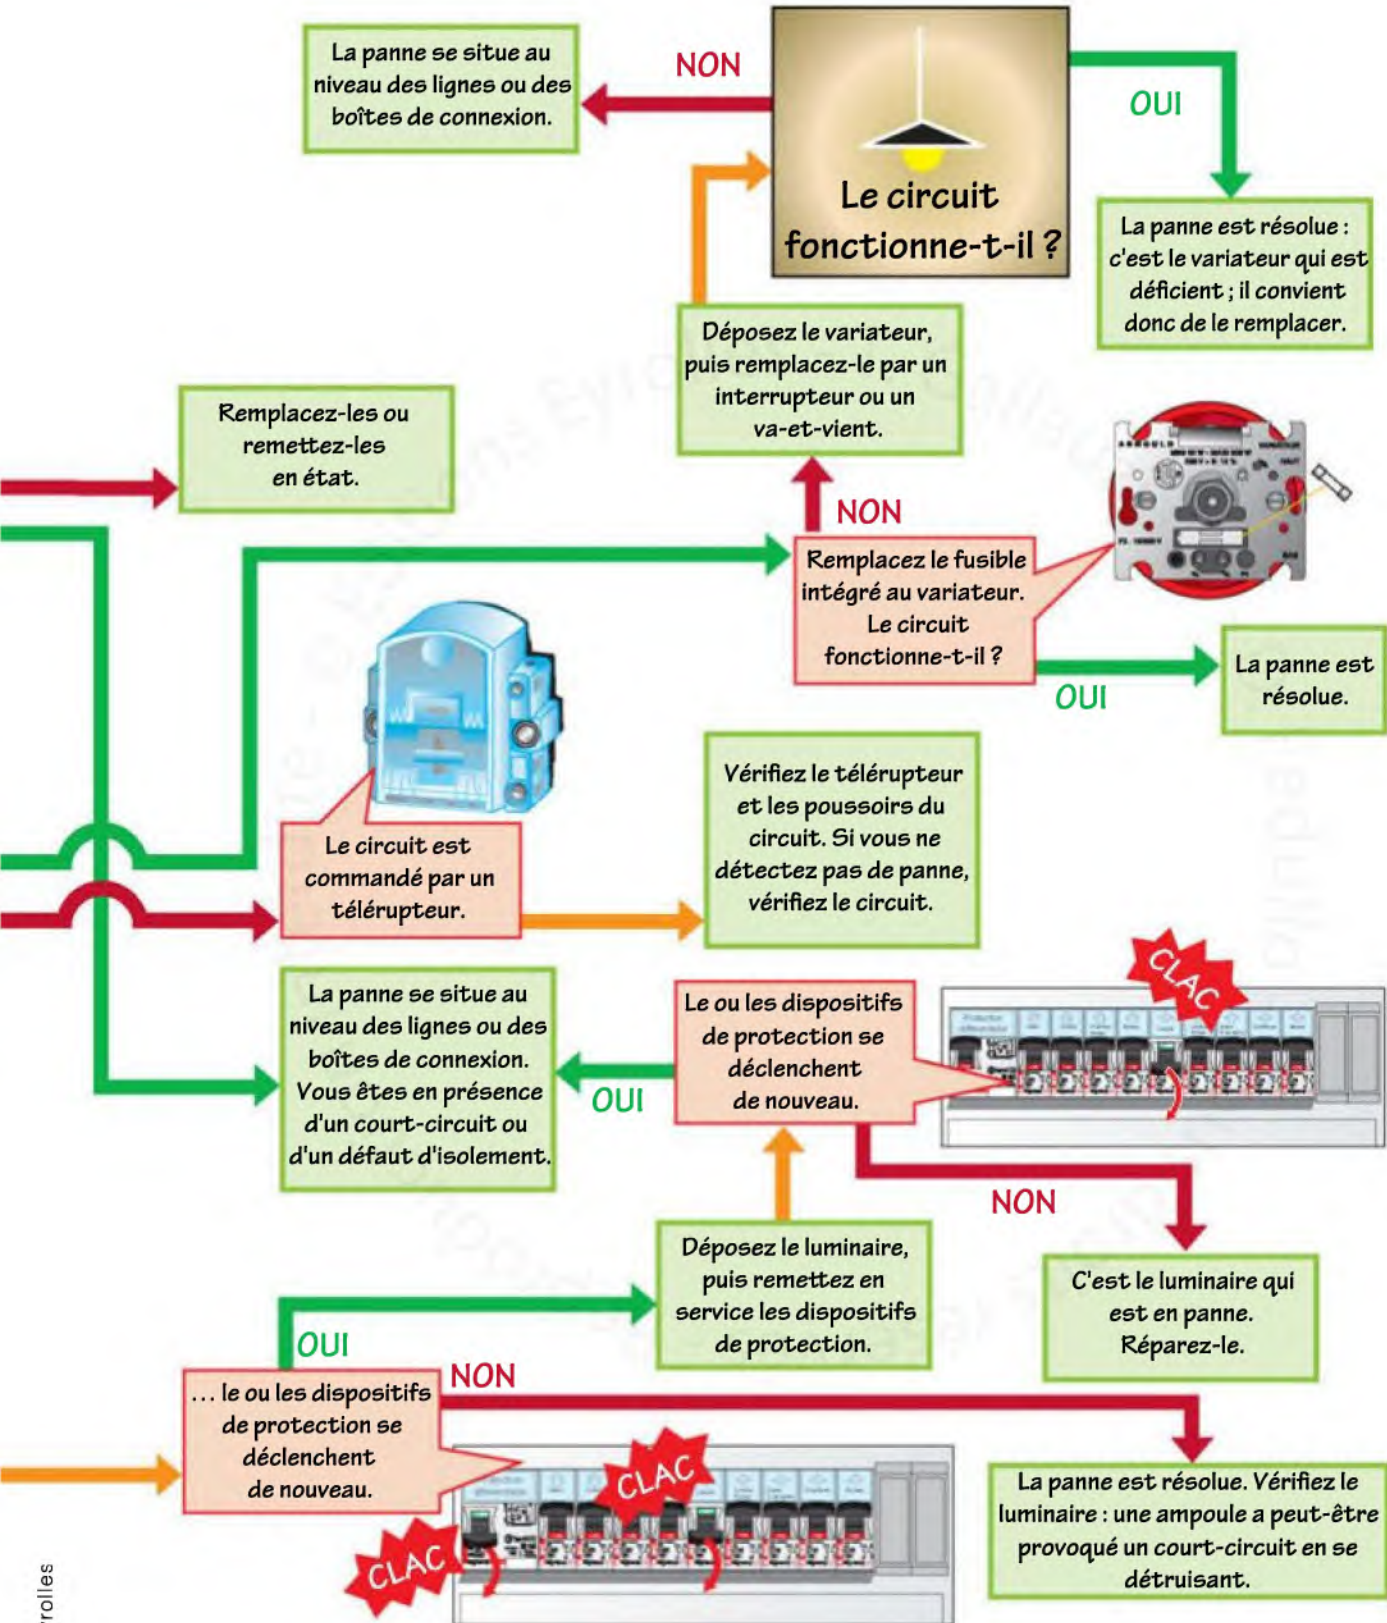 La panne se situe au
niveau des lignes ou des
boîtes de connexion.
NON
OUI
Le circuit
fonctionne-t-il ?
La panne est résolue :
c'est le variateur qui est
déficient ; il convient
donc de le remplacer.
Déposez le variateur,
puis remplacez-le par un
interrupteur ou un
va-et-vient.
Remplacez-les ou
remettez-les
en état.
NON
Remplacez le fusible
intégré au variateur.
Le circuit
fonctionne-t-il ?
OUI
La panne est
résolue.
Le circuit est
commandé par un
télérupteur.
Vérifiez le télérupteur
et les poussoirs du
circuit. Si vous ne
détectez pas de panne,
vérifiez le circuit.
La panne se situe au
niveau des lignes ou des
boîtes de connexion.
Vous êtes en présence
d'un court-circuit ou
d'un défaut d'isolement.
OUI
Le ou les dispositifs
de protection se
déclenchent
de nouveau.
CLAC
NON
Déposez le luminaire,
puis remettez en
service les dispositifs
de protection.
C'est le luminaire qui
est en panne.
Réparez-le.
OUI
NON
... le ou les dispositifs
de protection se
déclenchent
de nouveau.
CLAC
CLAC
La panne est résolue. Vérifiez le
luminaire : une ampoule a peut-être
provoqué un court-circuit en se
détruisant.
rolles